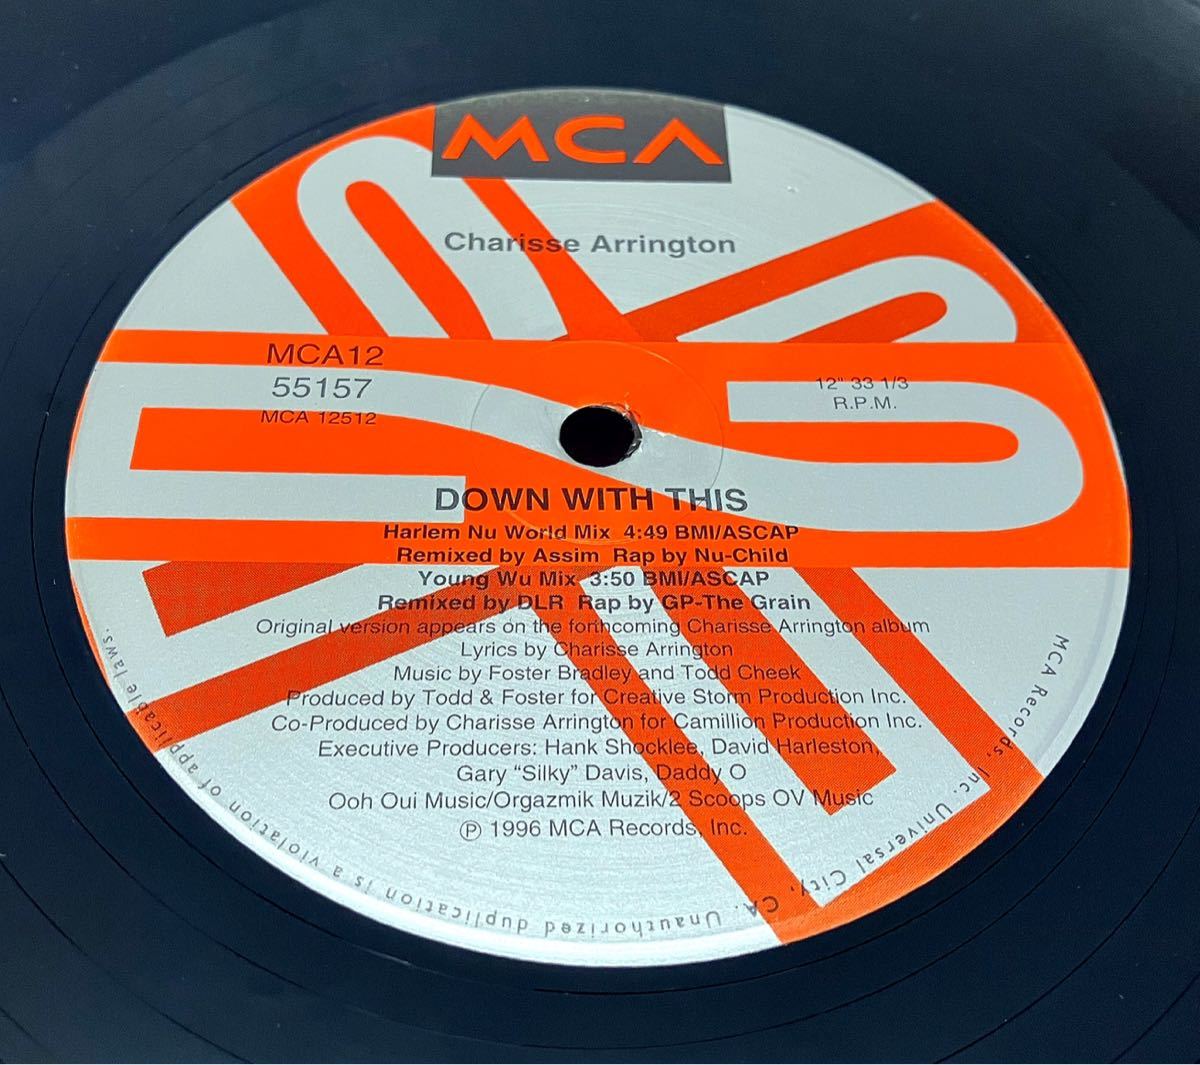 MCA
Charisse Arrington
MCA12
55157
MCA 12512
12" 33 1/3
R.P.M.
DOWN WITH THIS
Harlem Nu World Mix 4:49 BMI/ASCAP
Remixed by Assim Rap by Nu-Child
Young Wu Mix 3:50 BMI/ASCAP
Remixed by DLR Rap by GP-The Grain
Original version appears on the forthcoming Charisse Arrington album
Lyrics by Charisse Arrington
Music by Foster Bradley and Todd Cheek
Produced by Todd & Foster for Creative Storm Production Inc.
Co-Produced by Charisse Arrington for Camillion Production Inc.
Executive Producers: Hank Shocklee, David Harleston,
Gary “Silky” Davis, Daddy O
Ooh Oui Music/Orgazmik Muzik/2 Scoops OV Music
℗ 1996 MCA Records, Inc.
MCA Records, Inc. Universal City, CA. Unauthorized duplication is a violation of applicable laws.